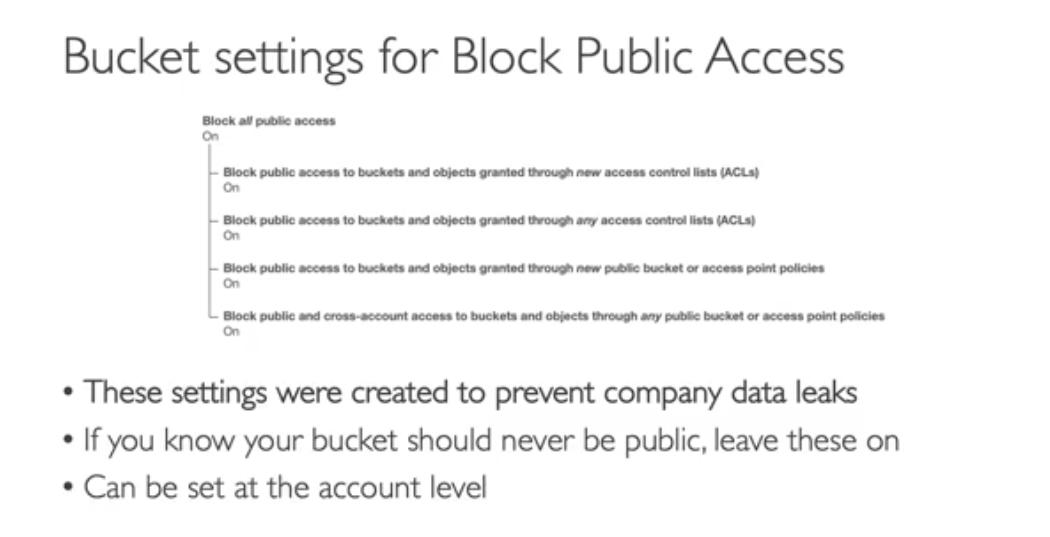 Bucket settings for Block Public Access
Block all public access
On
Block public access to buckets and objects granted through new access control lists (ACLs)
On
Block public access to buckets and objects granted through any access control lists (ACLs)
On
Block public access to buckets and objects granted through new public bucket or access point policies
On
Block public and cross-account access to buckets and objects through any public bucket or access point policies
On
• These settings were created to prevent company data leaks
• If you know your bucket should never be public, leave these on
• Can be set at the account level